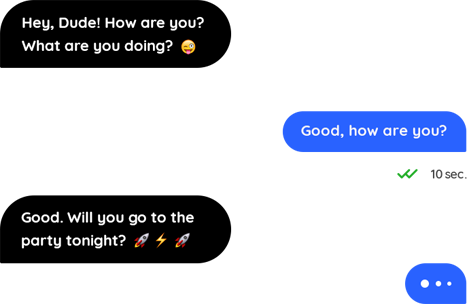 Hey, Dude! How are you?
What are you doing? 😜
Good, how are you?
10 sec.
Good. Will you go to the
party tonight? 🚀⚡🚀